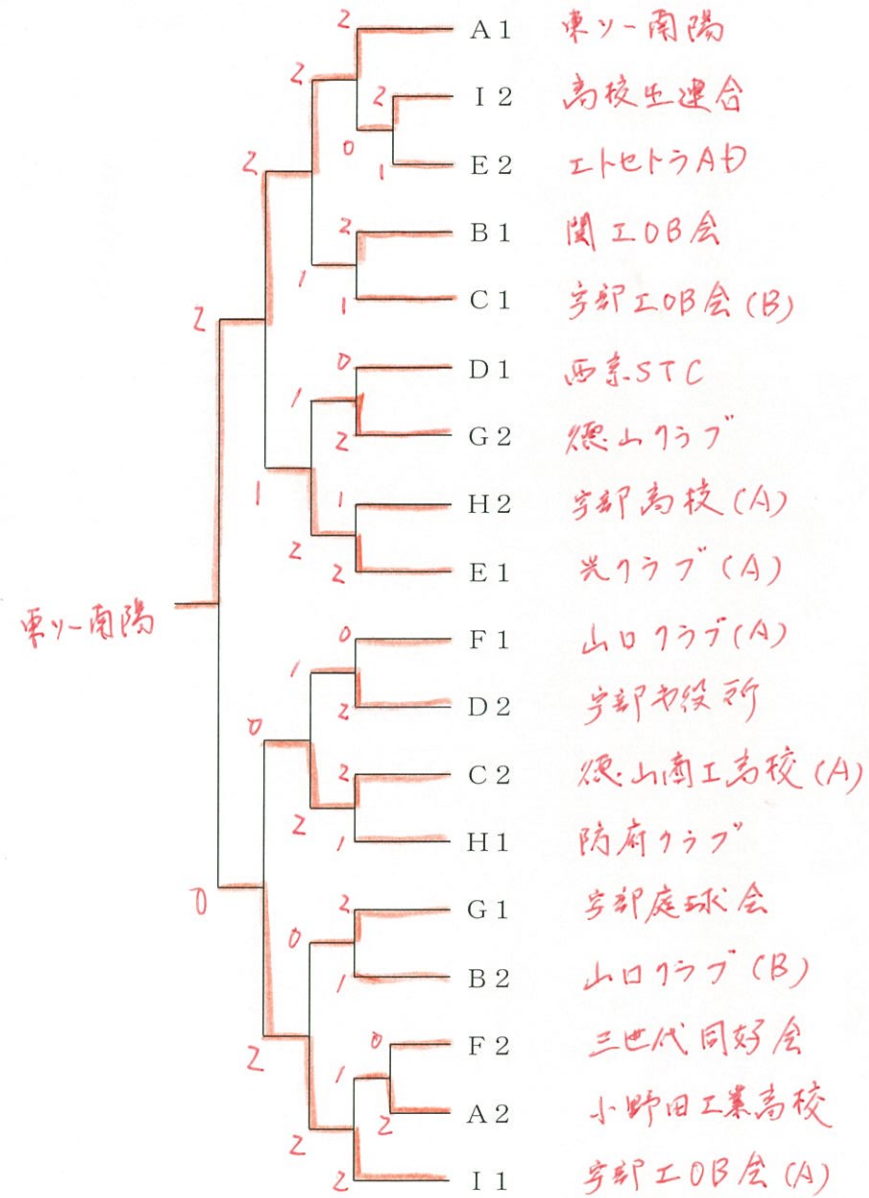 2 A1 東ソー南陽
2 2 I2 高校生連合
0 1 E2 エトセトラAD
2 2 B1 関工OB会
1 1 C1 宇部工OB会(B)
2 0 D1 西京STC
1 2 G2 徳山クラブ
1 1 H2 宇部高校(A)
2 2 E1 光クラブ(A)
東ソー南陽
0 F1 山口クラブ(A)
1 2 D2 宇部市役所
0 2 C2 徳山商工高校(A)
2 1 H1 防府クラブ
0 2 G1 宇部庭球会
0 1 B2 山口クラブ(B)
2 0 F2 三世代同好会
1 2 A2 小野田工業高校
2 2 I1 宇部工OB会(A)